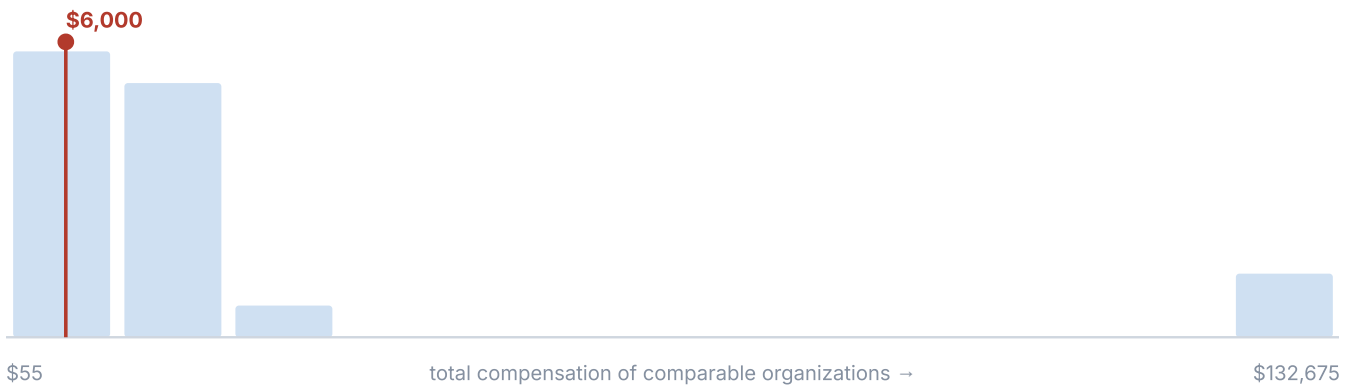 $6,000
$55
total compensation of comparable organizations →
$132,675